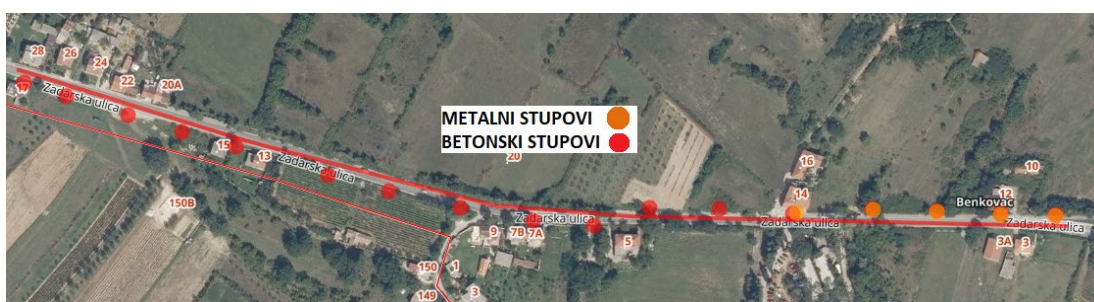 28
26
24
22
20A
17
Zadarska ulica
15
13
Zadarska ulica
150B
METALNI STUPOVI
BETONSKI STUPOVI
20
9
7B
7A
Zadarska ulica
5
150
1
149
3
16
14
Zadarska ulica
10
12
Benkovac
Zadarska ulica
3A
3